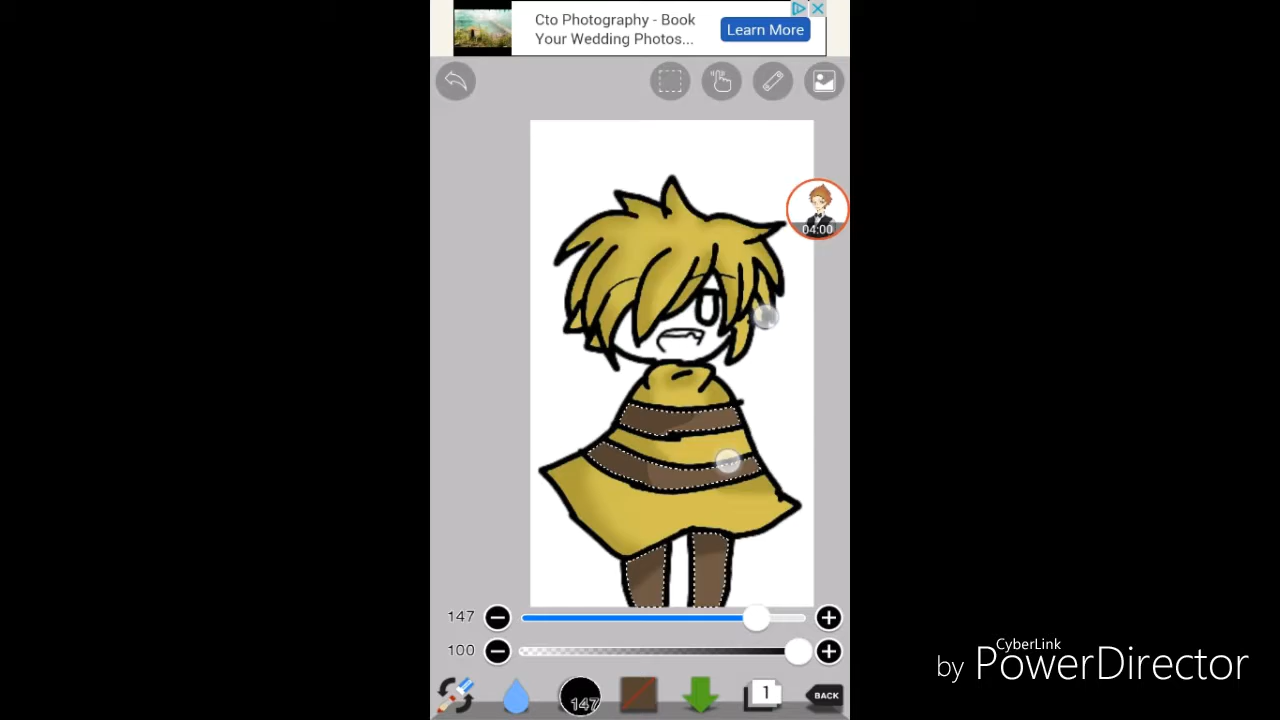 Cto Photography - Book
Your Wedding Photos...
Learn More
04:00
147
100
147
1
BACK
CyberLink
by PowerDirector